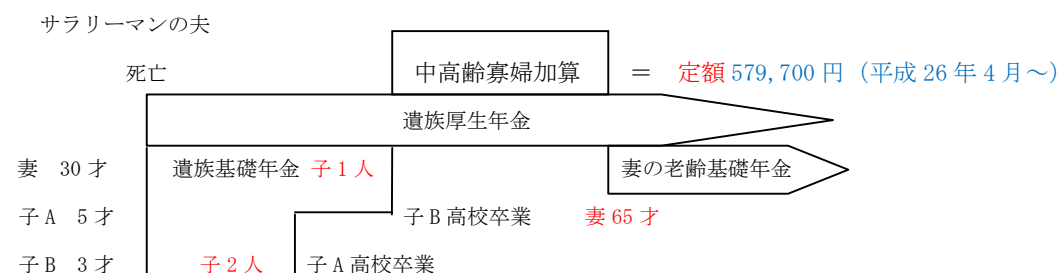 サラリーマンの夫
死亡 中高齢寡婦加算 = 定額 579,700 円（平成 26 年 4 月～）
遺族厚生年金
妻 30 才 遺族基礎年金 子 1 人 妻の老齢基礎年金
子 A 5 才 子 B 高校卒業 妻 65 才
子 B 3 才 子 2 人 子 A 高校卒業